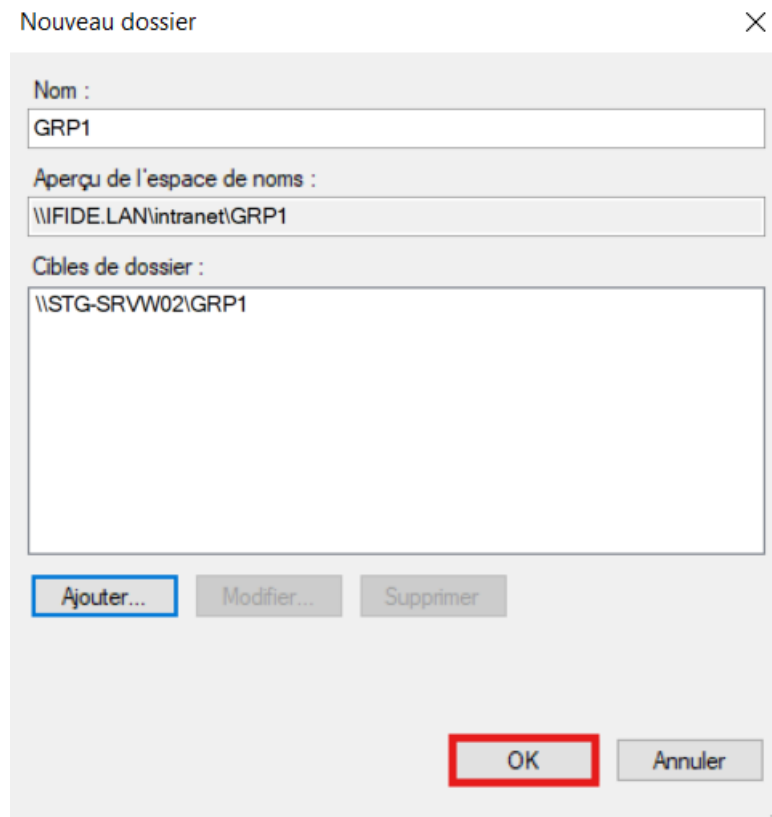 Nouveau dossier
Nom :
GRP1
Aperçu de l'espace de noms :
\\IFIDE.LAN\intranet\GRP1
Cibles de dossier :
\\STG-SRVW02\GRP1
Ajouter... Modifier... Supprimer
OK Annuler